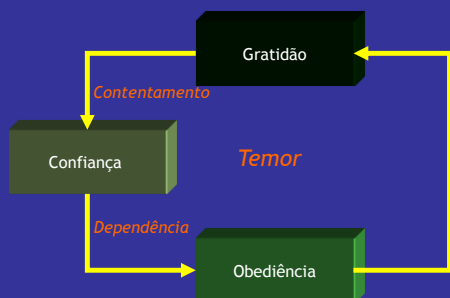 Gratidão
Contentamento
Confiança
Temor
Dependência
Obediência